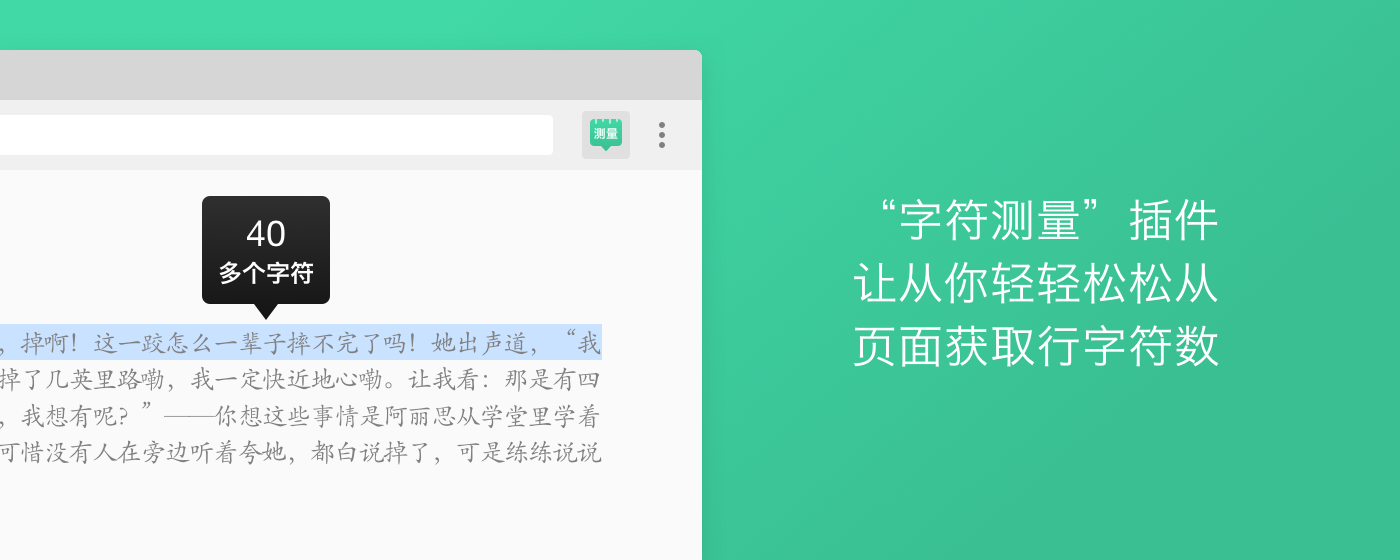 测量
40
多个字符
，掉啊！这一跤怎么一辈子摔不完了吗！她出声道，“我
掉了几英里路嘞，我一定快近地心嘞。让我看：那是有四
，我想有呢？”——你想这些事情是阿丽思从学堂里学着
可惜没有人在旁边听着夸她，都白说掉了，可是练练说说
“字符测量”插件
让从你轻轻松松从
页面获取行字符数